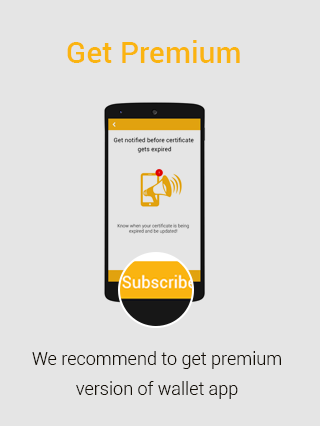 Get Premium
Get notified before certificate
gets expired
Know when your certificate is being
expired and be updated!
Subscribe
We recommend to get premium
version of wallet app